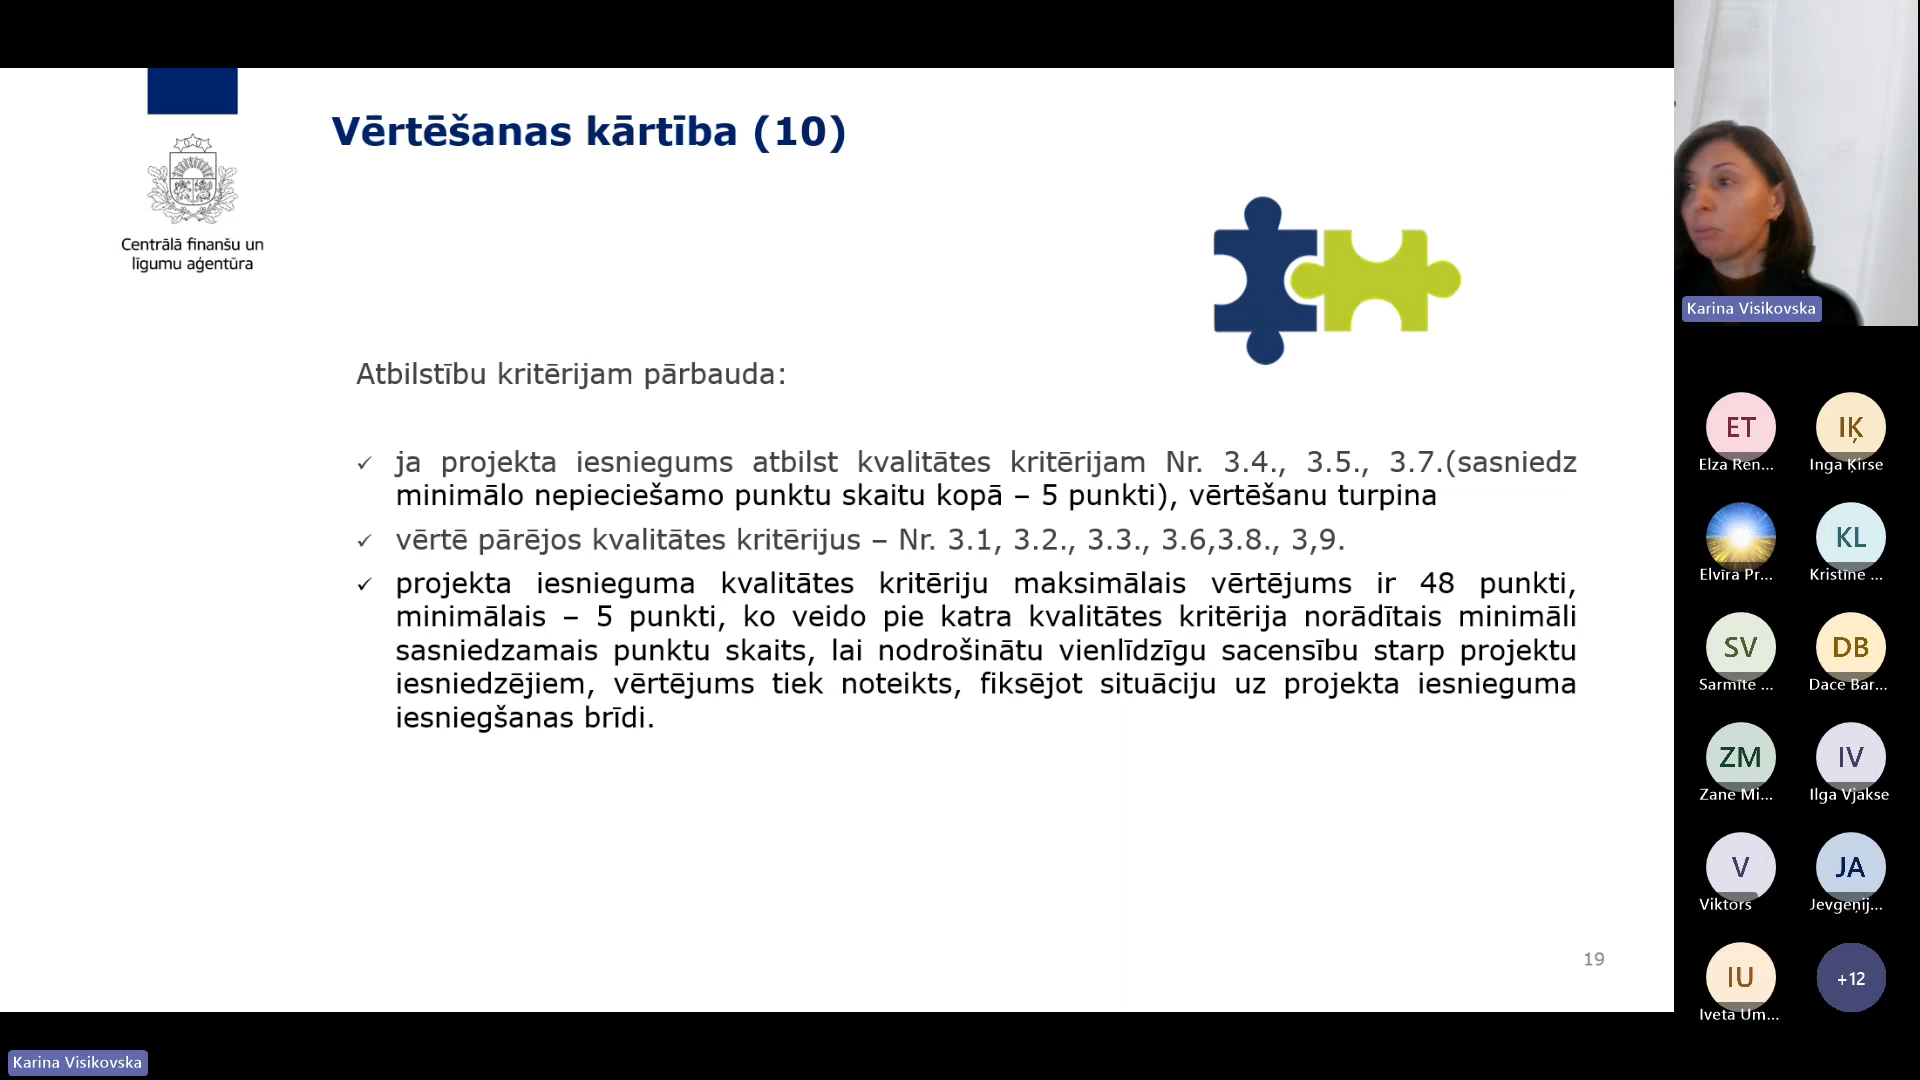 Vērtēšanas kārtība (10)
Centrālā finanšu un
līgumu aģentūra
Atbilstību kritērijam pārbauda:
✓ ja projekta iesniegums atbilst kvalitātes kritērijam Nr. 3.4., 3.5., 3.7.(sasniedz
minimālo nepieciešamo punktu skaitu kopā – 5 punkti), vērtēšanu turpina
✓ vērtē pārējos kvalitātes kritērijus – Nr. 3.1, 3.2., 3.3., 3.6,3.8., 3,9.
✓ projekta iesnieguma kvalitātes kritēriju maksimālais vērtējums ir 48 punkti,
minimālais – 5 punkti, ko veido pie katra kvalitātes kritērija norādītais minimāli
sasniedzamais punktu skaits, lai nodrošinātu vienlīdzīgu sacensību starp projektu
iesniedzējiem, vērtējums tiek noteikts, fiksējot situāciju uz projekta iesnieguma
iesniegšanas brīdi.
19
Karina Visikovska
ET
Elza Ren...
IĶ
Inga Ķirse
Elvīra Pr...
KL
Kristīne ...
SV
Sarmīte ...
DB
Dace Bar...
ZM
Zane Mi...
IV
Ilga Vjakse
V
Viktors
JA
Jevgeņij...
IU
Iveta Um...
+12
Karina Visikovska